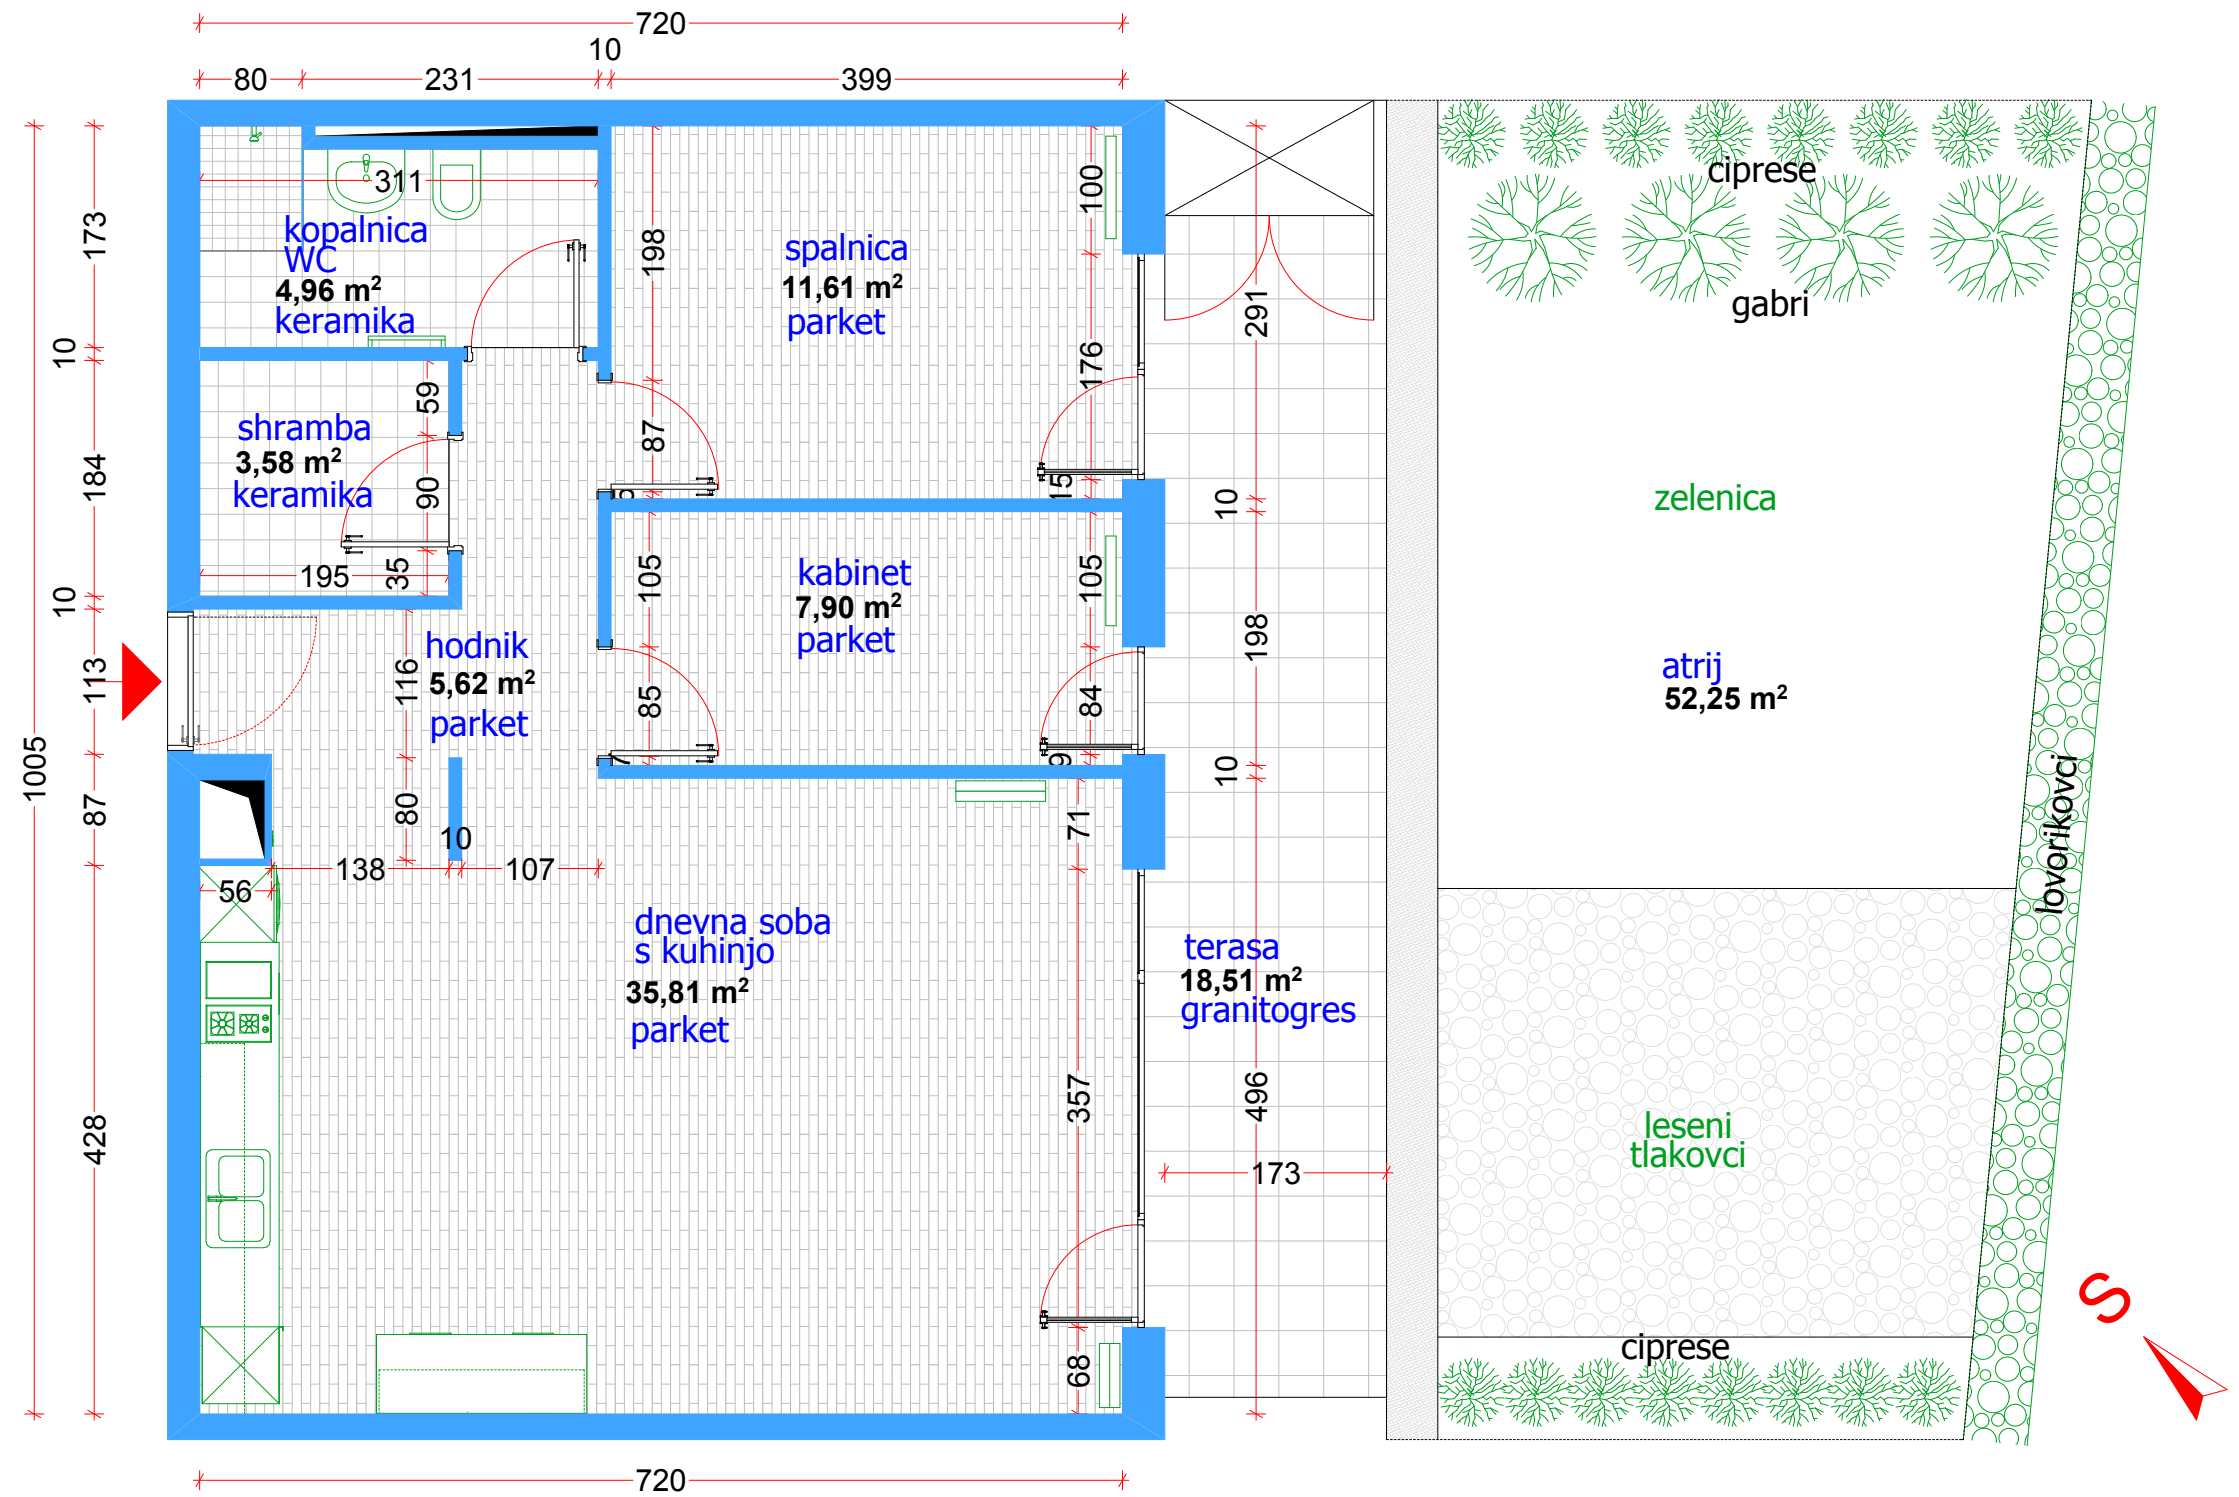 720
10
80
231
399
311
kopalnica
WC
4,96 m²
keramika
173
198
spalnica
11,61 m²
parket
100
176
291
ciprese
gabri
10
shramba
3,58 m²
keramika
59
90
35
195
184
87
5
15
10
zelenica
10
113
hodnik
5,62 m²
parket
116
105
kabinet
7,90 m²
parket
105
85
84
7
9
198
10
atrij
52,25 m²
lovorikovci
1005
87
80
10
138
107
56
71
dnevna soba
s kuhinjo
35,81 m²
parket
terasa
18,51 m²
granitogres
357
496
428
173
leseni
tlakovci
68
ciprese
S
720